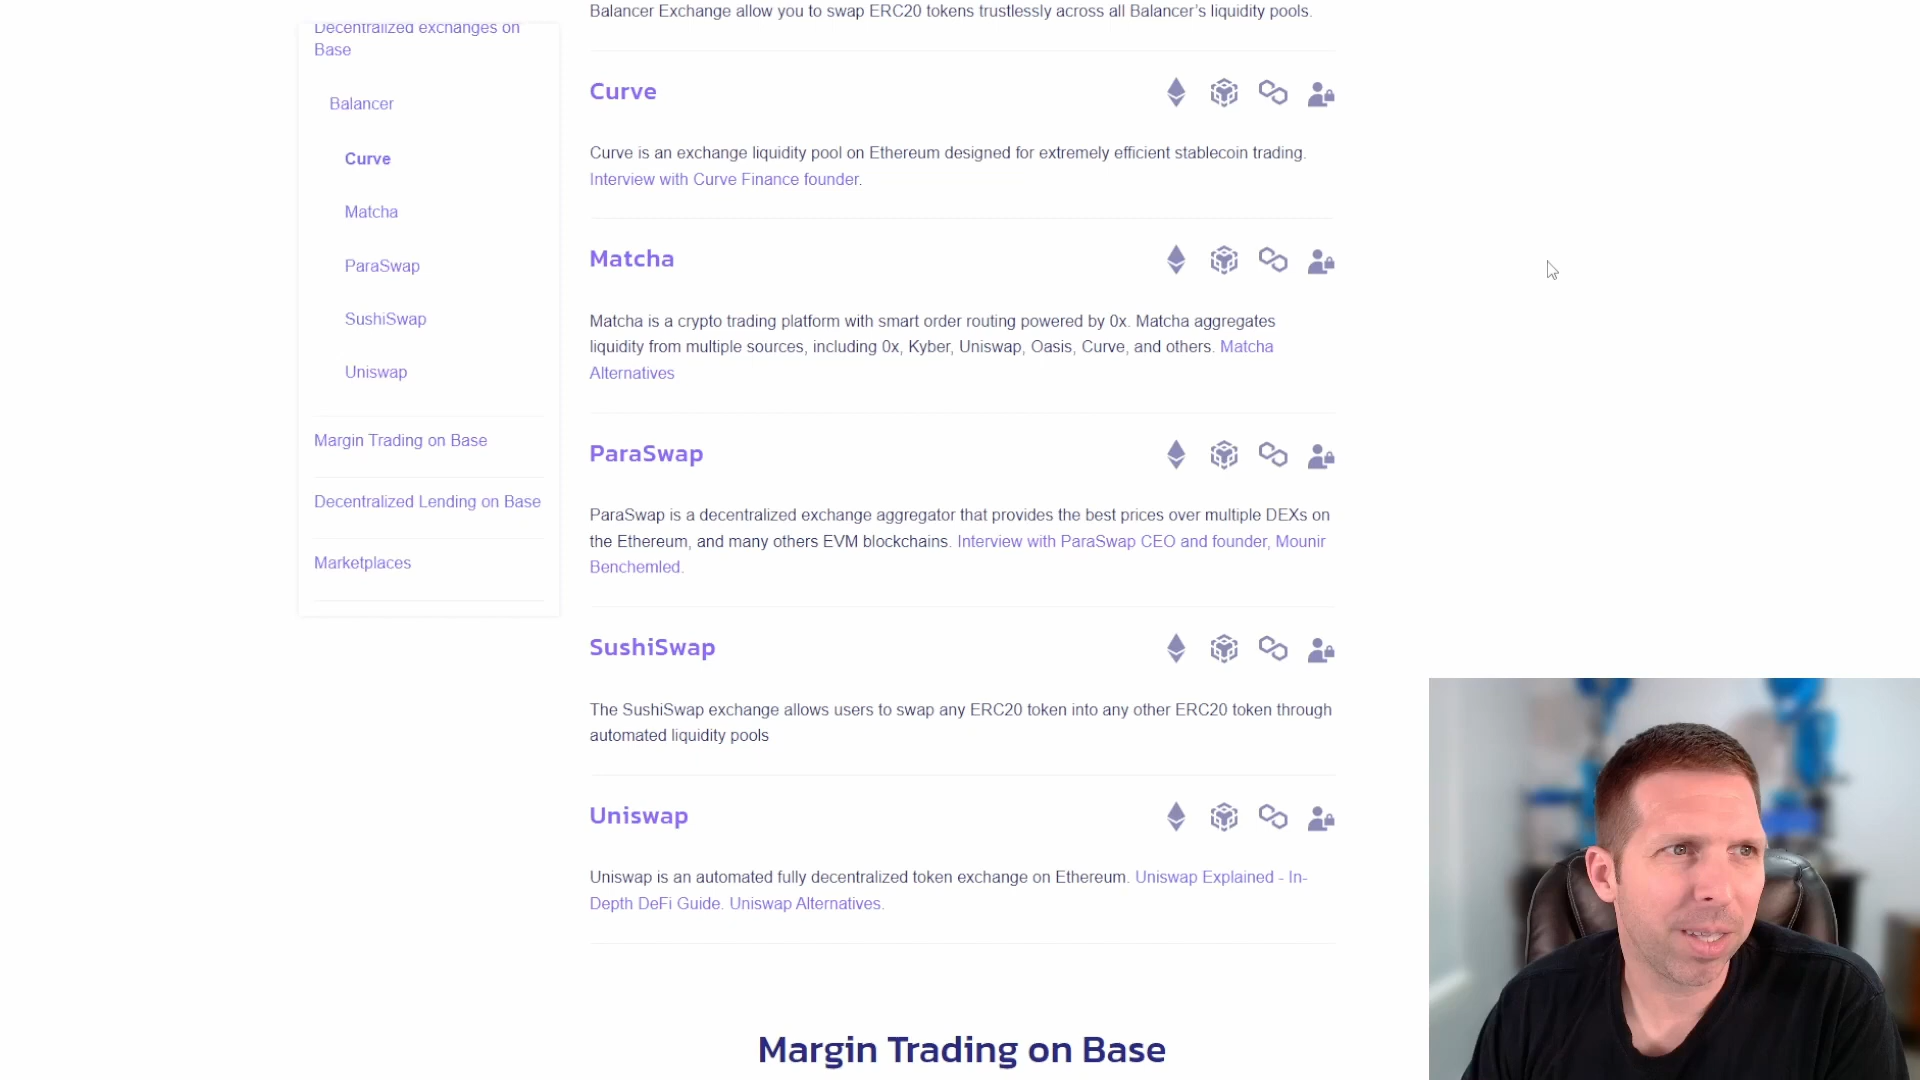 Decentralized exchanges on
Base
Balancer
Curve
Matcha
ParaSwap
SushiSwap
Uniswap
Margin Trading on Base
Decentralized Lending on Base
Marketplaces
Balancer Exchange allow you to swap ERC20 tokens trustlessly across all Balancer’s liquidity pools.
Curve
Curve is an exchange liquidity pool on Ethereum designed for extremely efficient stablecoin trading.
Interview with Curve Finance founder.
Matcha
Matcha is a crypto trading platform with smart order routing powered by 0x. Matcha aggregates
liquidity from multiple sources, including 0x, Kyber, Uniswap, Oasis, Curve, and others. Matcha
Alternatives
ParaSwap
ParaSwap is a decentralized exchange aggregator that provides the best prices over multiple DEXs on
the Ethereum, and many others EVM blockchains. Interview with ParaSwap CEO and founder, Mounir
Benchemled.
SushiSwap
The SushiSwap exchange allows users to swap any ERC20 token into any other ERC20 token through
automated liquidity pools
Uniswap
Uniswap is an automated fully decentralized token exchange on Ethereum. Uniswap Explained - In-
Depth DeFi Guide. Uniswap Alternatives.
Margin Trading on Base